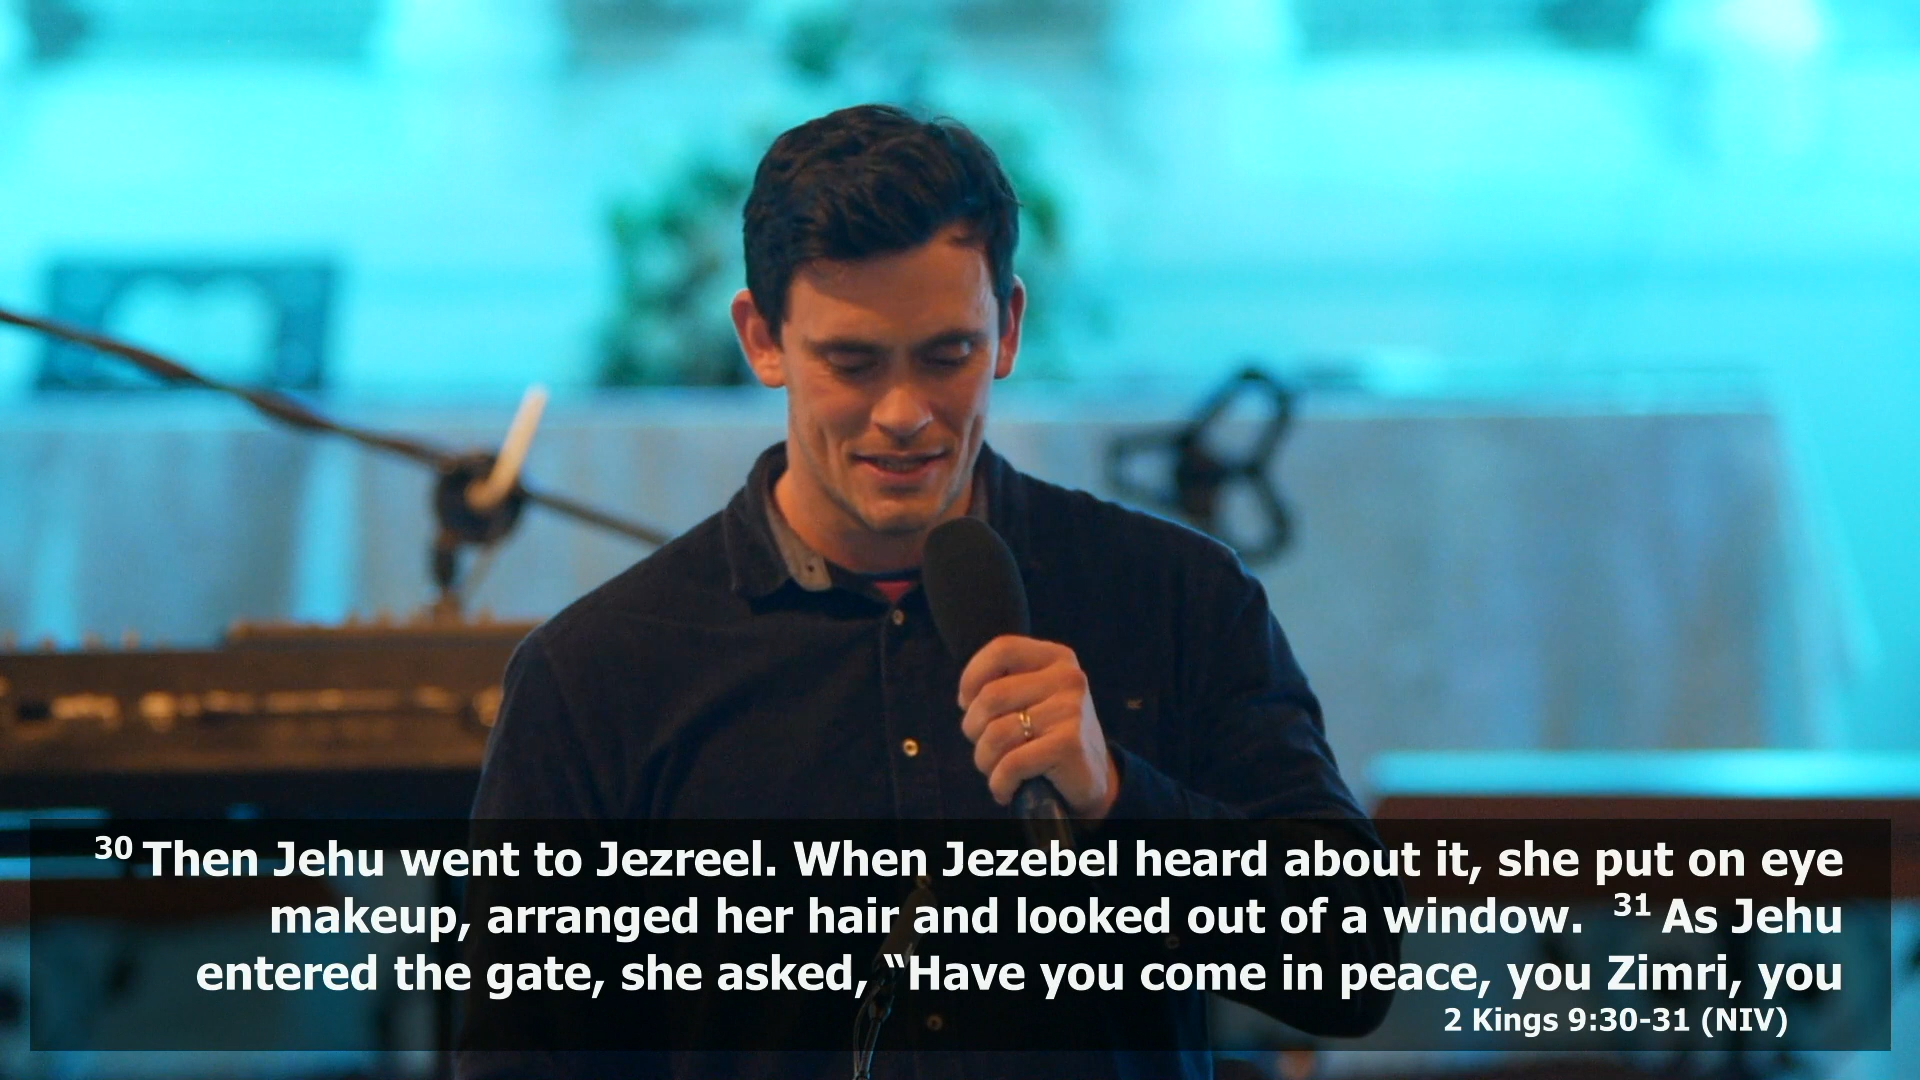 30 Then Jehu went to Jezreel. When Jezebel heard about it, she put on eye
makeup, arranged her hair and looked out of a window. 31 As Jehu
entered the gate, she asked, “Have you come in peace, you Zimri, you
2 Kings 9:30-31 (NIV)